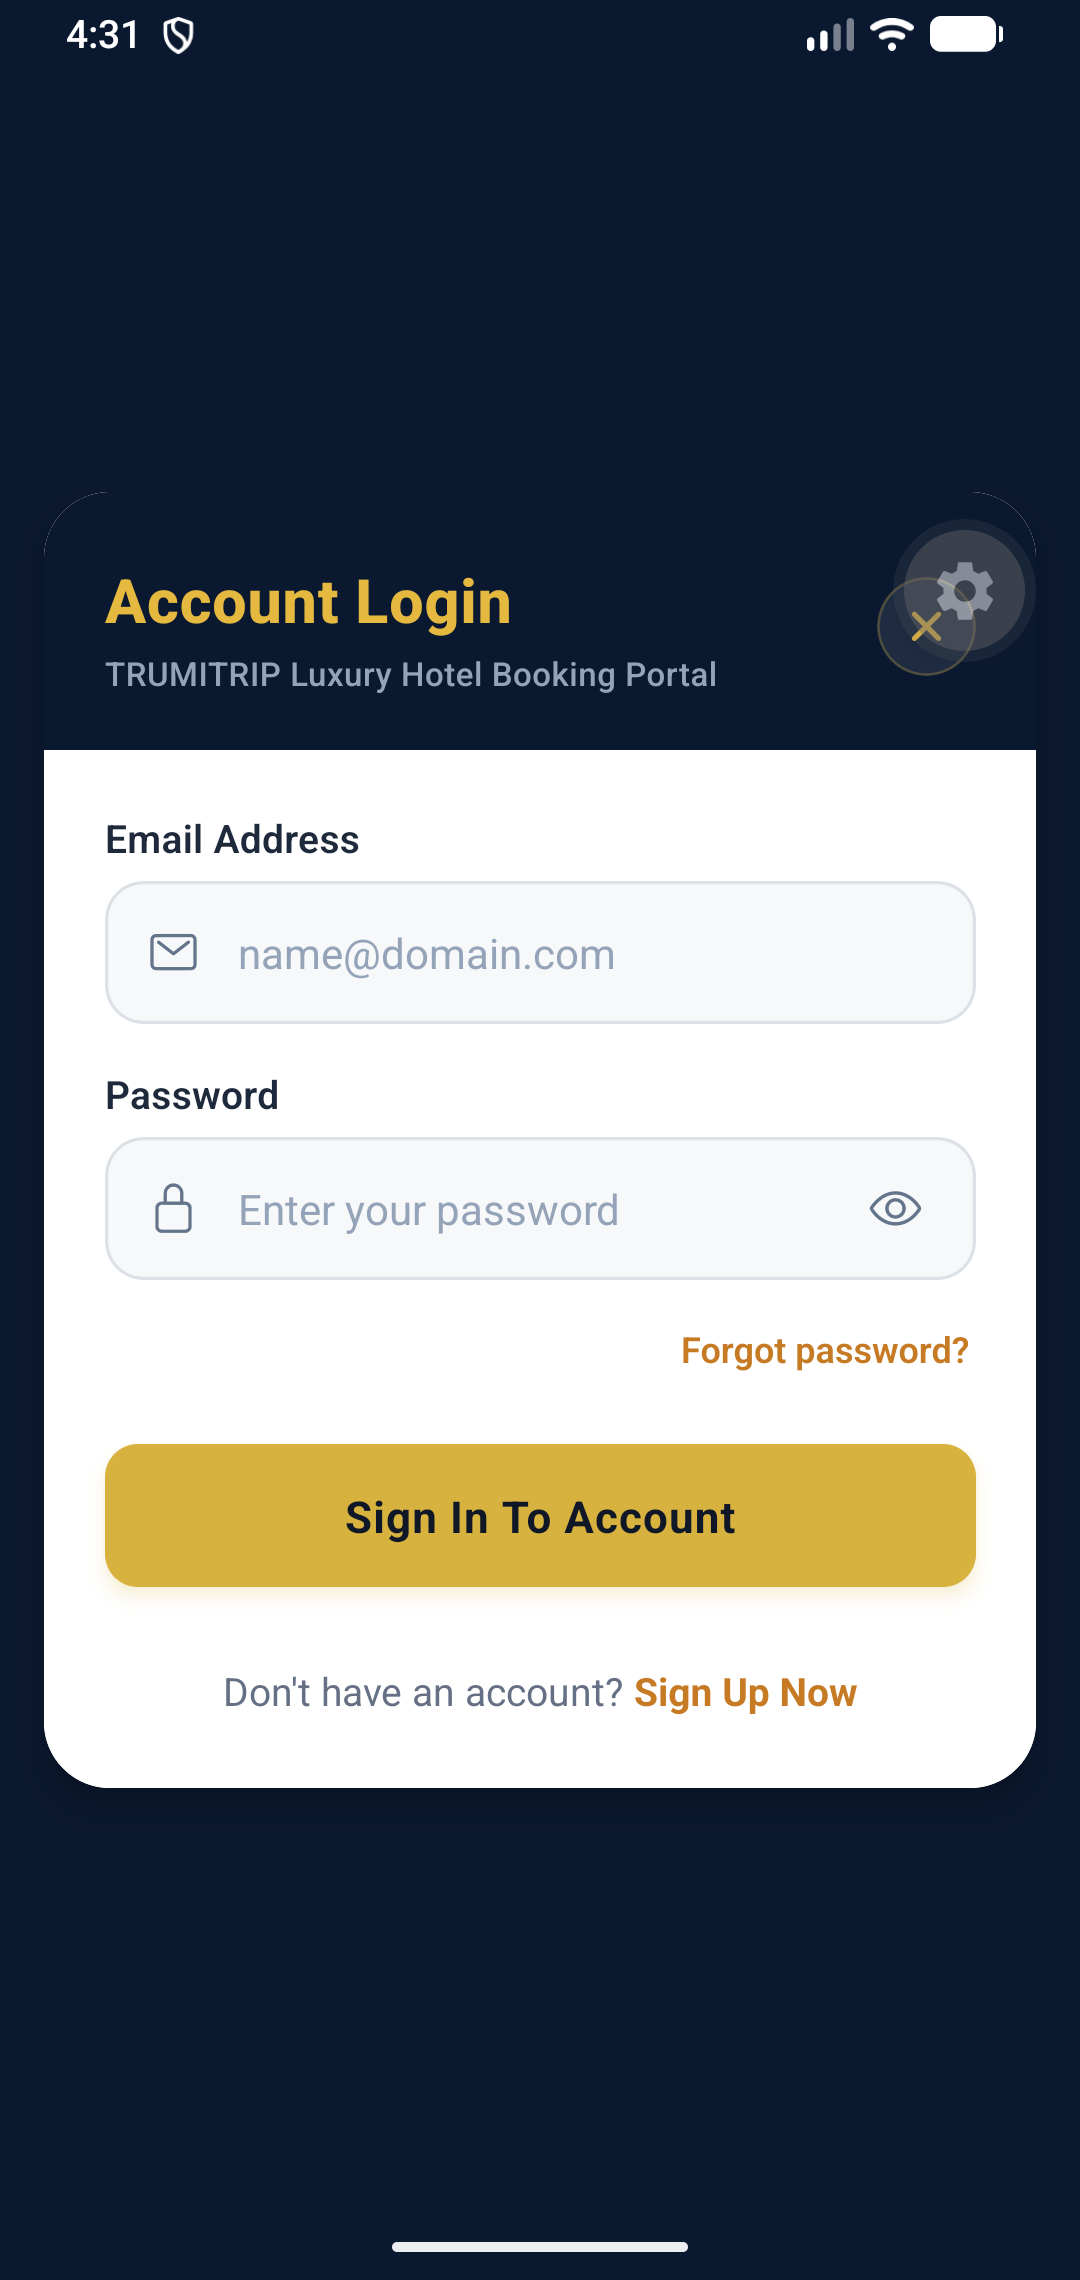 4:31
Account Login
TRUMITRIP Luxury Hotel Booking Portal
Email Address
name@domain.com
Password
Enter your password
Forgot password?
Sign In To Account
Don't have an account? Sign Up Now